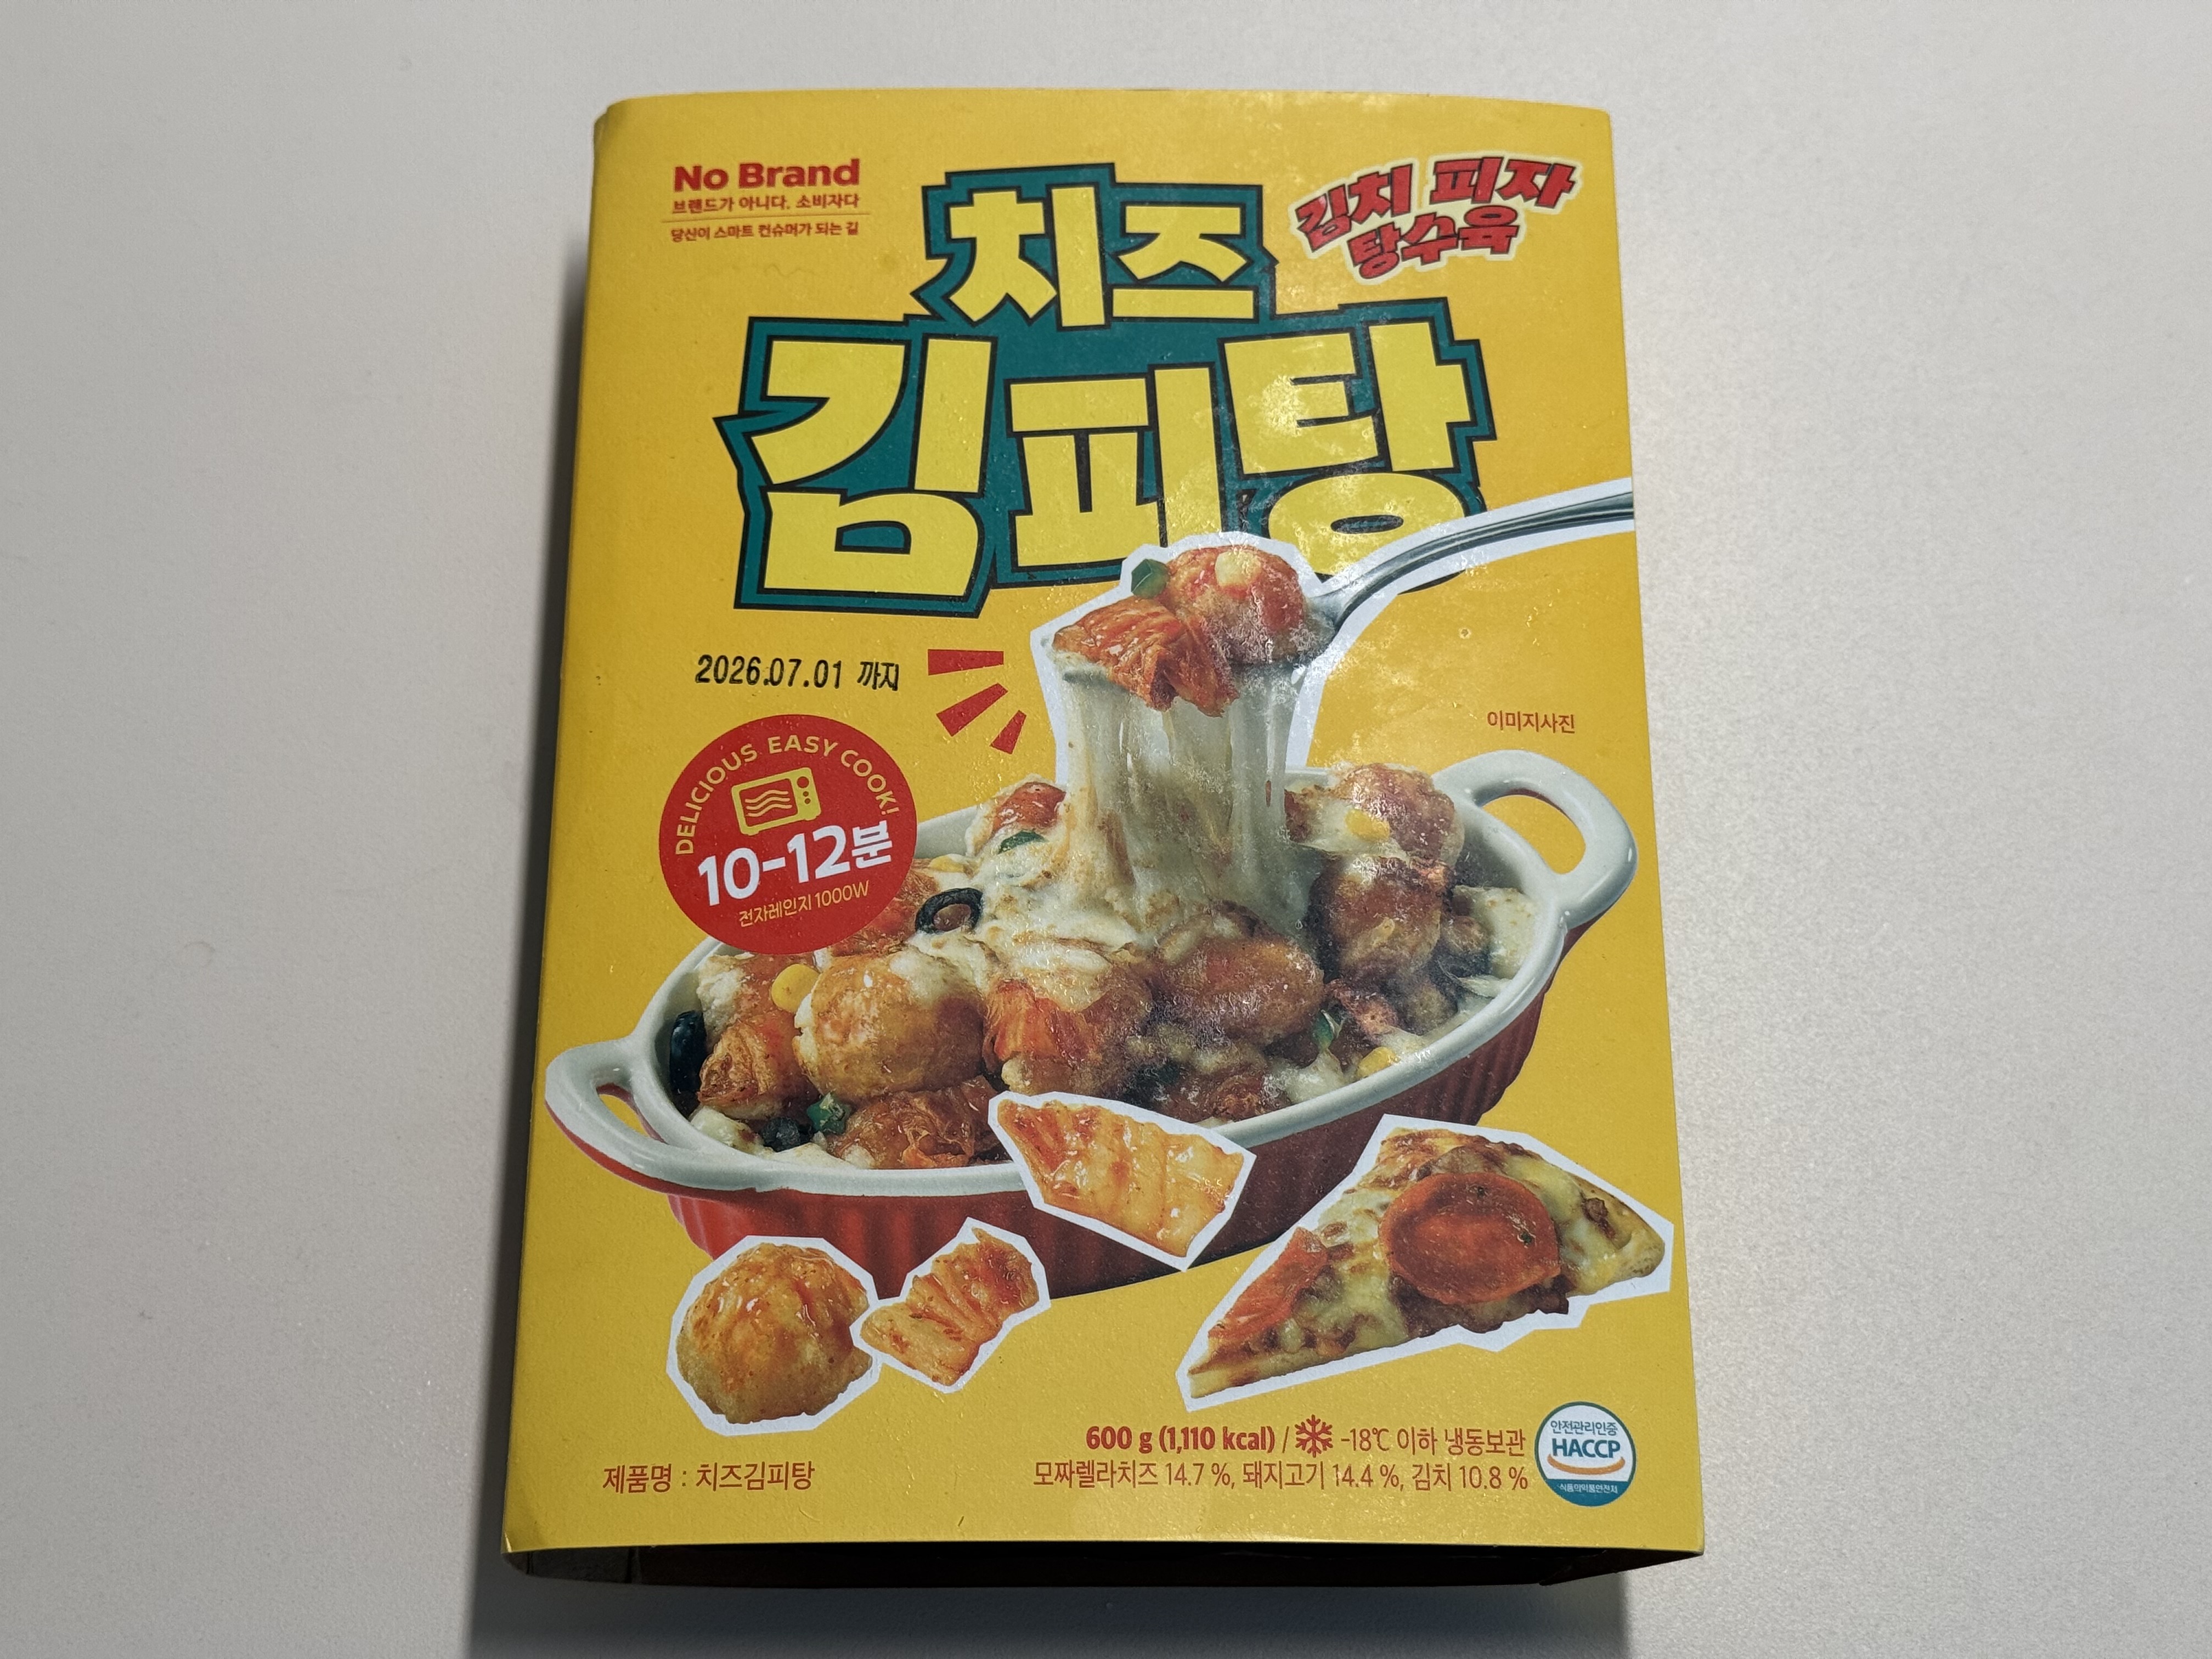 No Brand
브랜드가 아니다. 소비자다
당신이 스마트 컨슈머가 되는 길
김치 피자
탕수육
치즈
김피탕
2026.07.01 까지
이미지사진
DELICIOUS EASY COOK!
10-12분
전자레인지 1000W
600 g (1,110 kcal) / -18℃ 이하 냉동보관
모짜렐라치즈 14.7 %, 돼지고기 14.4 %, 김치 10.8 %
제품명 : 치즈김피탕
안전관리인증
HACCP
식품의약품안전처